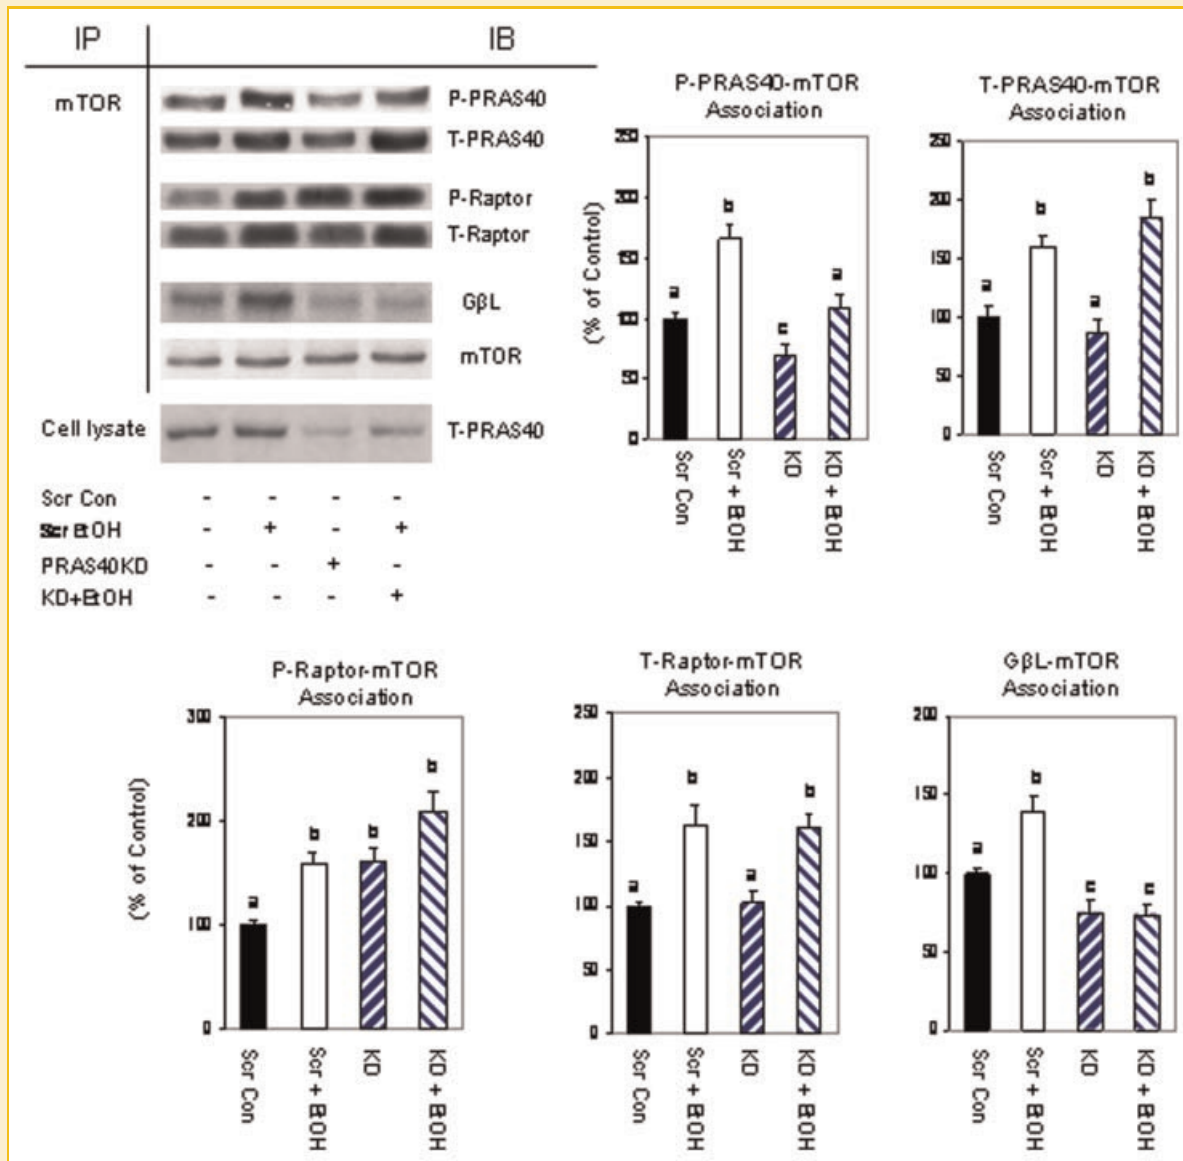 IP IB
mTOR
P-PRAS40
T-PRAS40
P-Raptor
T-Raptor
GβL
mTOR
Cell lysate T-PRAS40
Scr Con - - - -
Scr EtOH - + - +
PRAS40KD - - + -
KD+EtOH - - - +
P-PRAS40-mTOR
Association
(% of Control)
250
200
150
100
50
0
a
b
c
a
Scr Con
Scr + EtOH
KD
KD + EtOH
T-PRAS40-mTOR
Association
250
200
150
100
50
0
a
b
a
b
Scr Con
Scr + EtOH
KD
KD + EtOH
P-Raptor-mTOR
Association
(% of Control)
300
200
100
0
a
b
b
b
Scr Con
Scr + EtOH
KD
KD + EtOH
T-Raptor-mTOR
Association
250
200
150
100
50
0
a
b
a
b
Scr Con
Scr + EtOH
KD
KD + EtOH
GβL-mTOR
Association
200
150
100
50
0
a
b
c
c
Scr Con
Scr + EtOH
KD
KD + EtOH